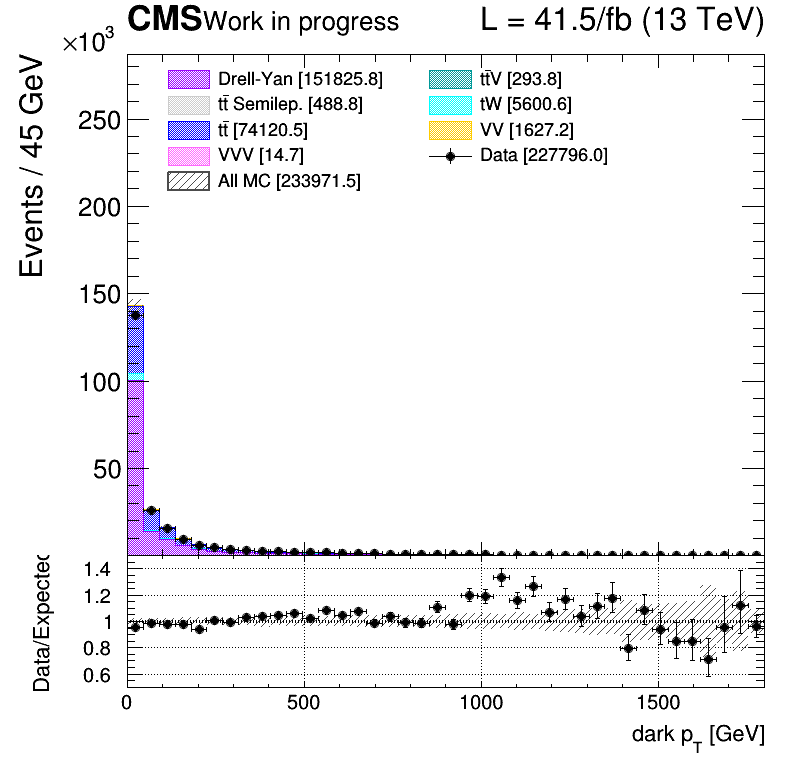 CMS Work in progress L = 41.5/fb (13 TeV)
×10³
Events / 45 GeV
Drell-Yan [151825.8]
tt̄ Semilep. [488.8]
tt̄ [74120.5]
VVV [14.7]
All MC [233971.5]
tt̄V [293.8]
tW [5600.6]
VV [1627.2]
Data [227796.0]
250
200
150
100
50
Data/Expected
1.4
1.2
1
0.8
0.6
0 500 1000 1500
dark p_T [GeV]